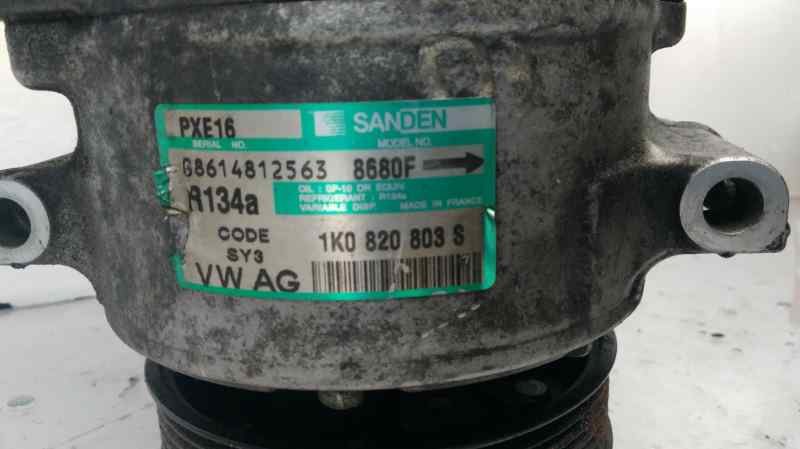 PXE16 SANDEN
SERIAL NO. MODEL NO.
G8614812563 8680F
R134a
OIL : SP-10 OR EQUIV
REFRIGERANT : R134a
VARIABLE DISP. MADE IN FRANCE
CODE 1K0 820 803 S
SY3
VW AG